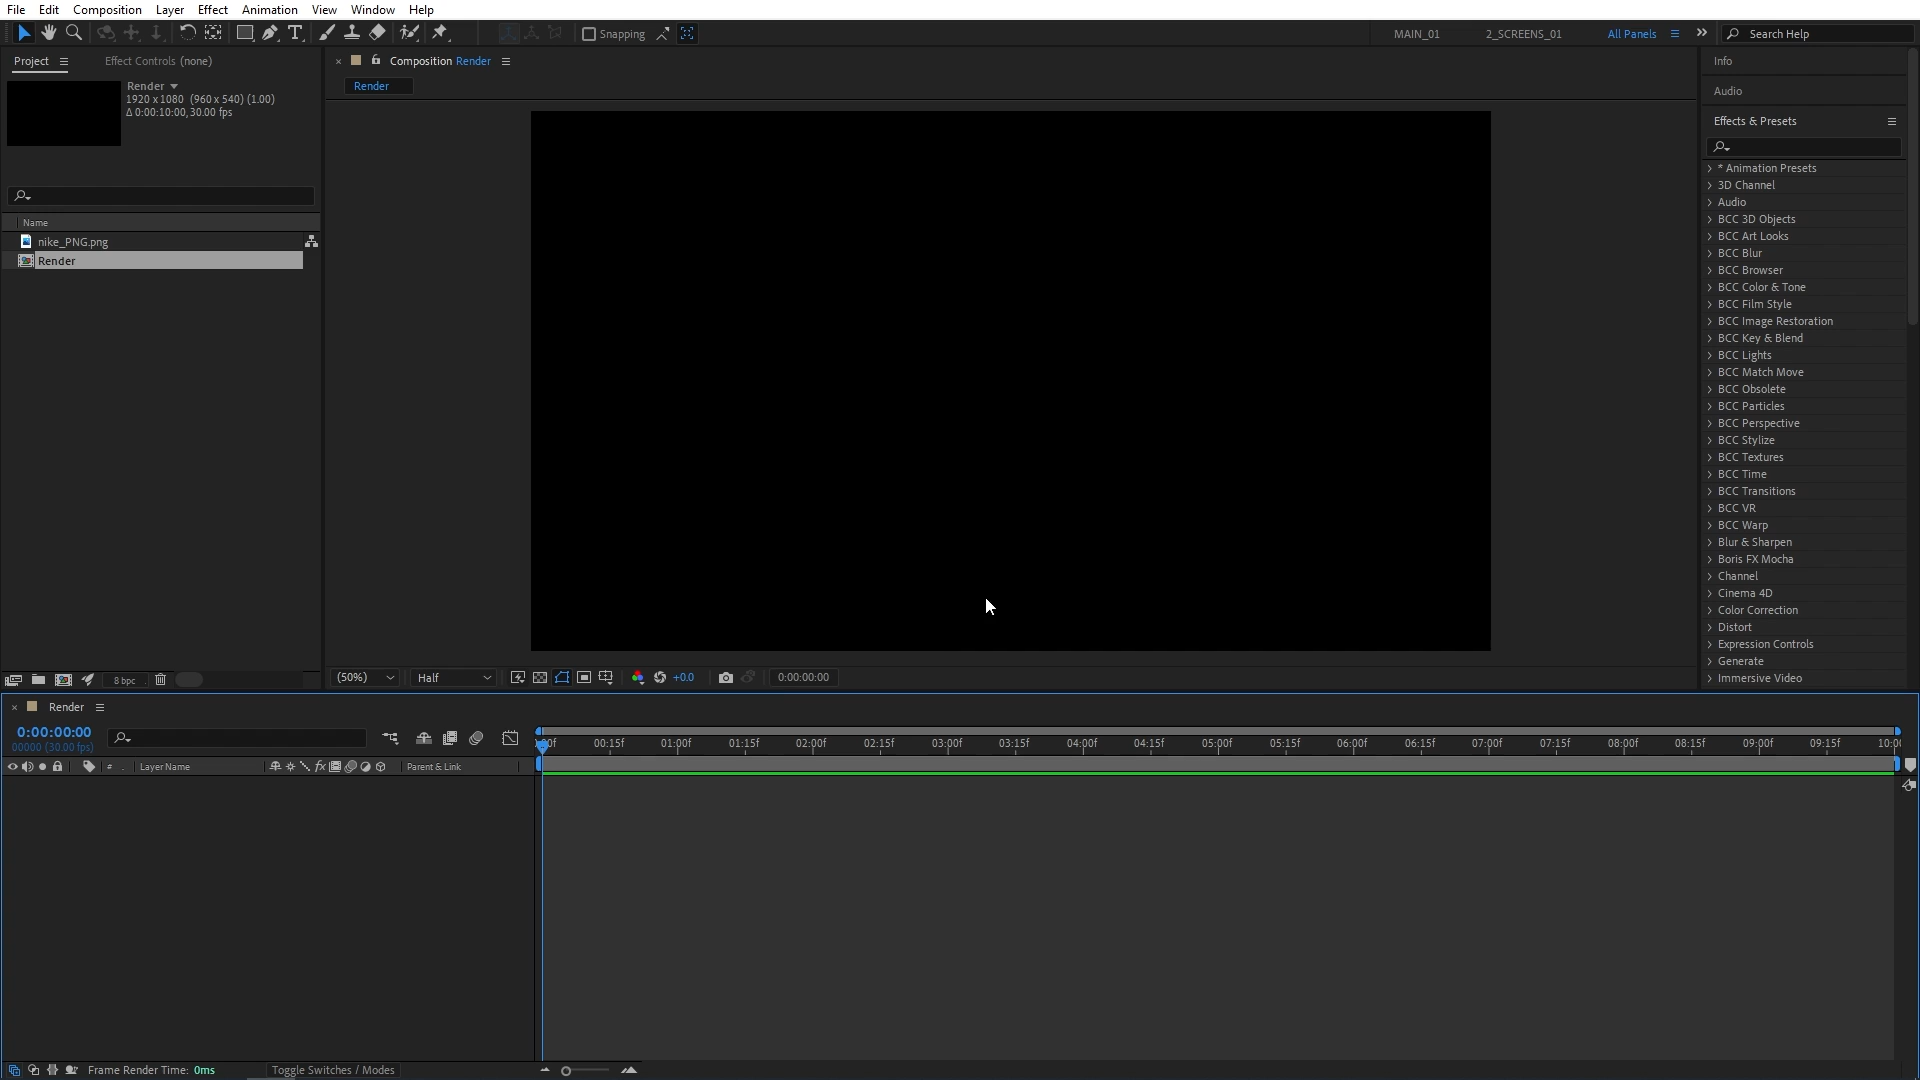 File Edit Composition Layer Effect Animation View Window Help
Snapping
MAIN_01 2_SCREENS_01 All Panels Search Help
Project Effect Controls (none)
Render
1920 x 1080 (960 x 540) (1.00)
Δ 0:00:10:00, 30.00 fps
Name
nike_PNG.png
Render
8 bpc
Composition Render
Render
(50%) Half +0.0 0:00:00:00
Info
Audio
Effects & Presets
* Animation Presets
3D Channel
Audio
BCC 3D Objects
BCC Art Looks
BCC Blur
BCC Browser
BCC Color & Tone
BCC Film Style
BCC Image Restoration
BCC Key & Blend
BCC Lights
BCC Match Move
BCC Obsolete
BCC Particles
BCC Perspective
BCC Stylize
BCC Textures
BCC Time
BCC Transitions
BCC VR
BCC Warp
Blur & Sharpen
Boris FX Mocha
Channel
Cinema 4D
Color Correction
Distort
Expression Controls
Generate
Immersive Video
Render
0:00:00:00
00000 (30.00 fps)
00:15f 01:00f 01:15f 02:00f 02:15f 03:00f 03:15f 04:00f 04:15f 05:00f 05:15f 06:00f 06:15f 07:00f 07:15f 08:00f 08:15f 09:00f 09:15f
# Layer Name fx Parent & Link
Frame Render Time: 0ms Toggle Switches / Modes